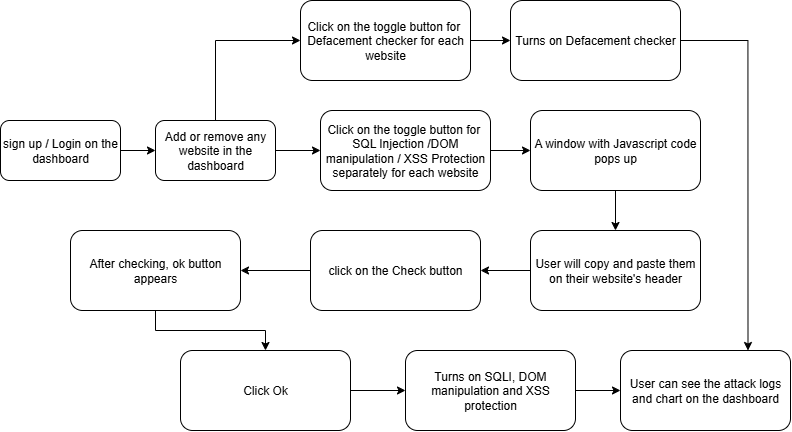 Click on the toggle button for
Defacement checker for each
website
Turns on Defacement checker
sign up / Login on the
dashboard
Add or remove any
website in the
dashboard
Click on the toggle button for
SQL Injection /DOM
manipulation / XSS Protection
separately for each website
A window with Javascript code
pops up
After checking, ok button
appears
click on the Check button
User will copy and paste them
on their website's header
Click Ok
Turns on SQLI, DOM
manipulation and XSS
protection
User can see the attack logs
and chart on the dashboard